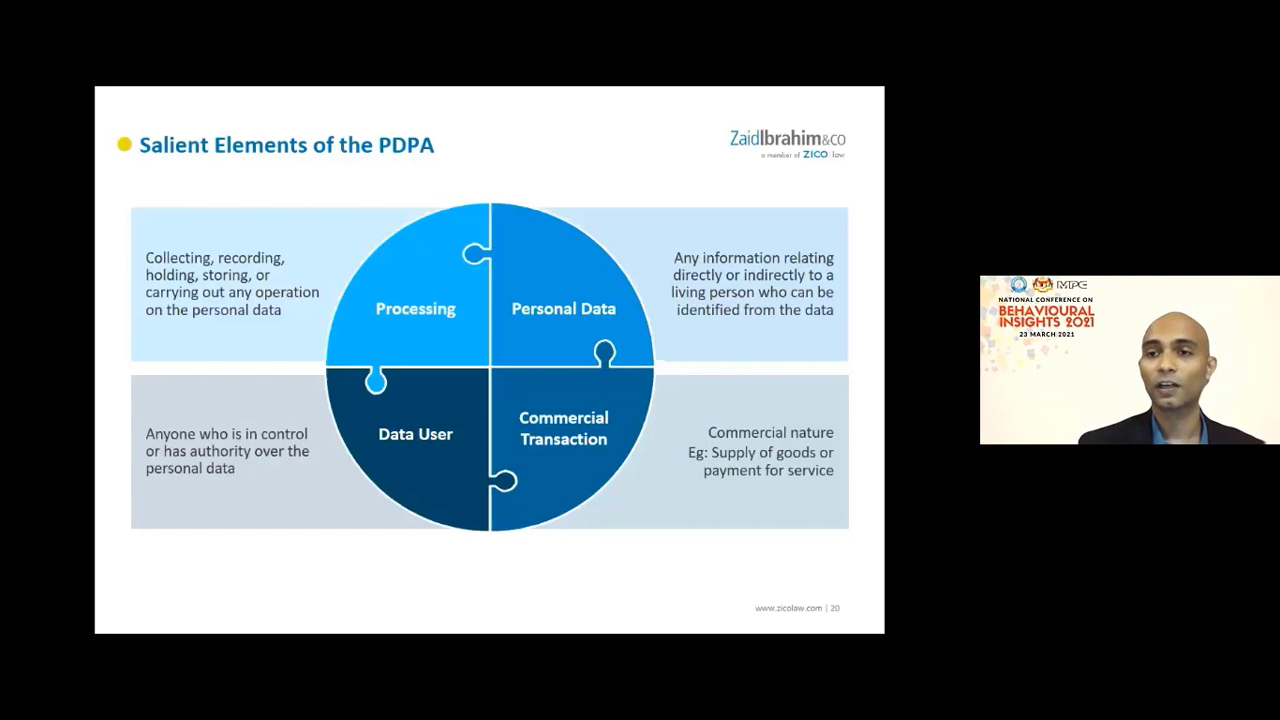 Salient Elements of the PDPA
ZaidIbrahim&co
a member of ZICO law
Collecting, recording,
holding, storing, or
carrying out any operation
on the personal data
Processing
Personal Data
Any information relating
directly or indirectly to a
living person who can be
identified from the data
Anyone who is in control
or has authority over the
personal data
Data User
Commercial
Transaction
Commercial nature
Eg: Supply of goods or
payment for service
www.zicolaw.com | 20
MPC
NATIONAL CONFERENCE ON
BEHAVIOURAL
INSIGHTS 2021
23 MARCH 2021